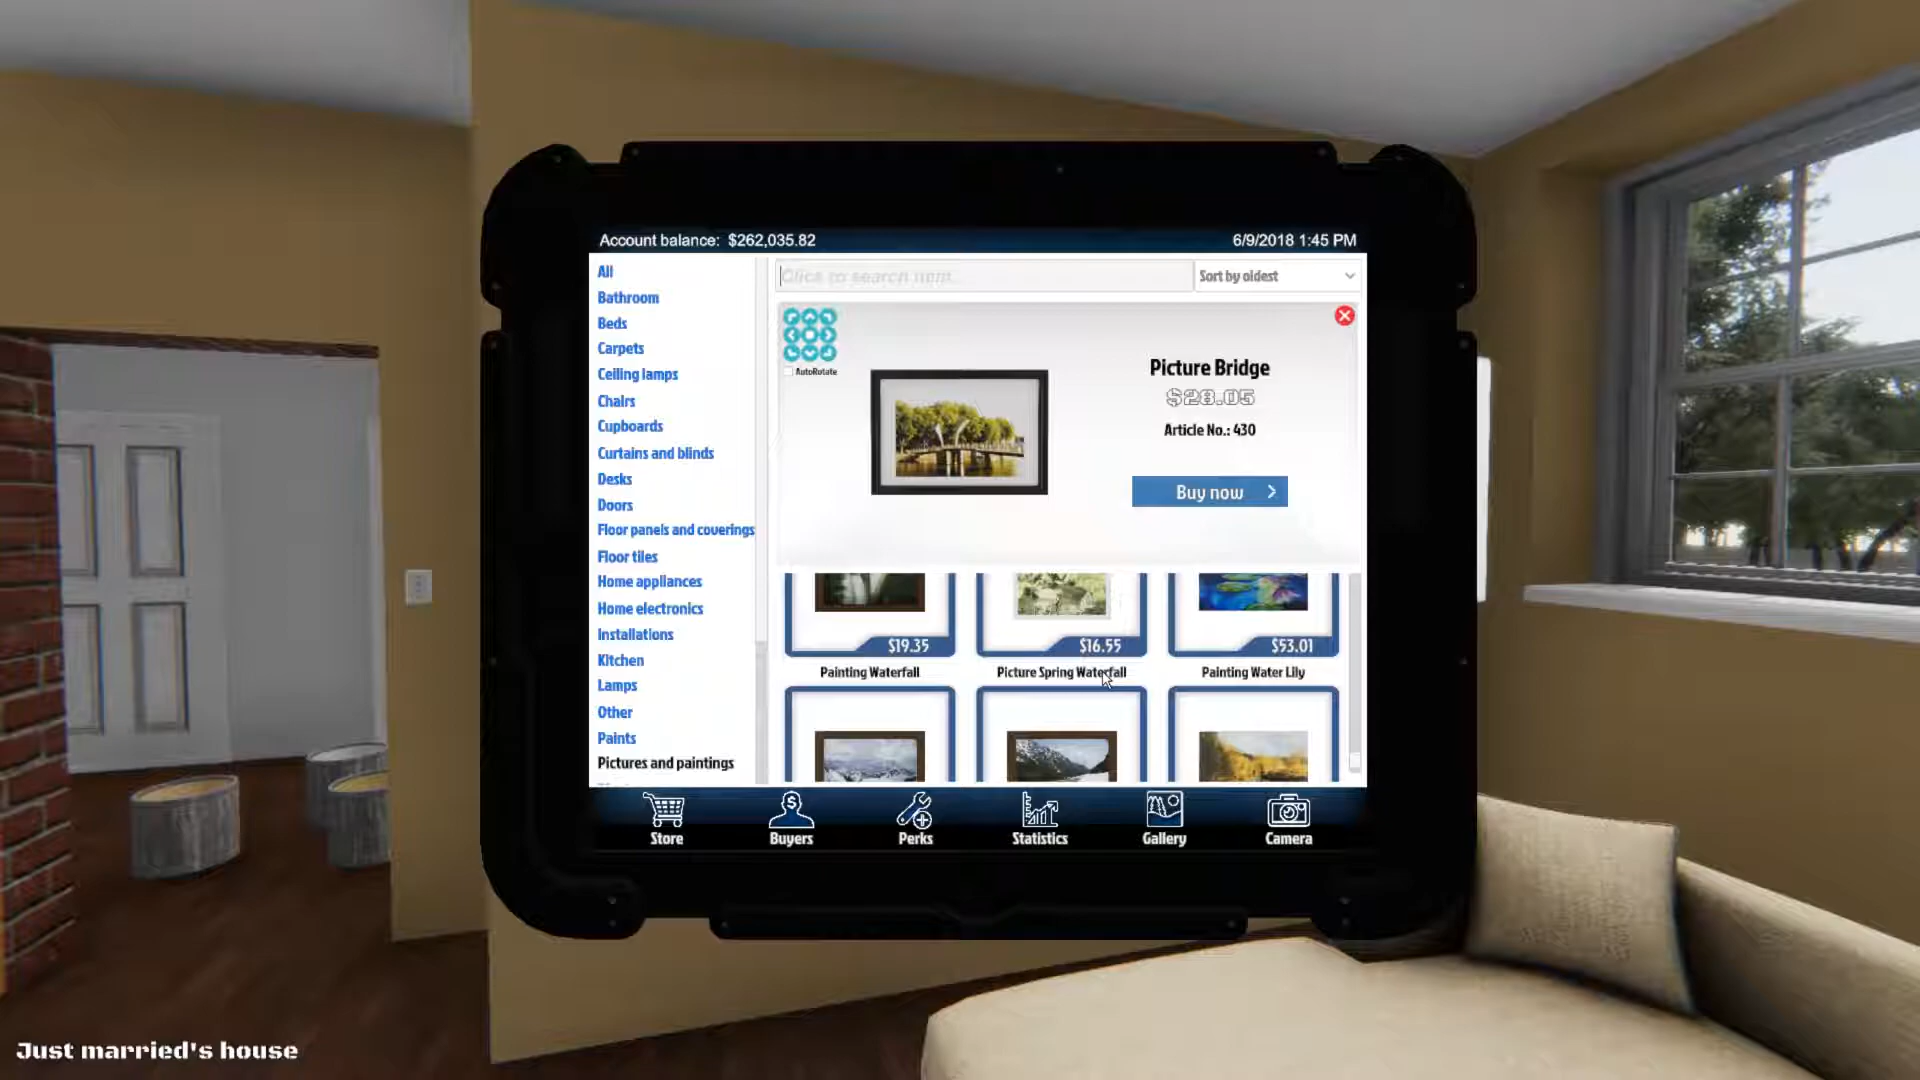 Account balance: $262,035.82
6/9/2018 1:45 PM
All
Bathroom
Beds
Carpets
Ceiling lamps
Chairs
Cupboards
Curtains and blinds
Desks
Doors
Floor panels and coverings
Floor tiles
Home appliances
Home electronics
Installations
Kitchen
Lamps
Other
Paints
Pictures and paintings
Click to search item...
Sort by oldest
AutoRotate
Picture Bridge
$28.05
Article No.: 430
Buy now
$19.35
$16.55
$53.01
Painting Waterfall
Picture Spring Waterfall
Painting Water Lily
Store
Buyers
Perks
Statistics
Gallery
Camera
Just married's house